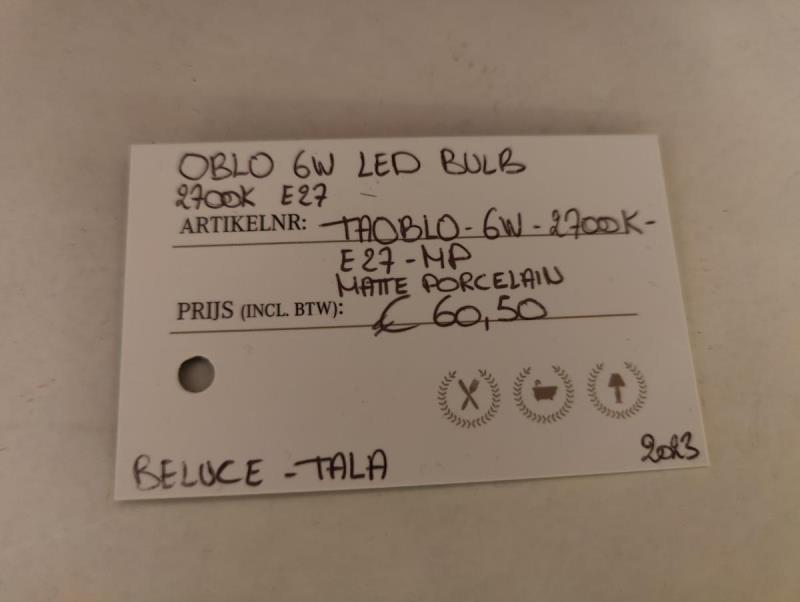 OBLO 6W LED BULB
2700K E27
ARTIKELNR: TAOBLO-6W-2700K-
E27-MP
MATTE PORCELAIN
PRIJS (INCL. BTW): € 60,50
BELUCE - TALA
2023